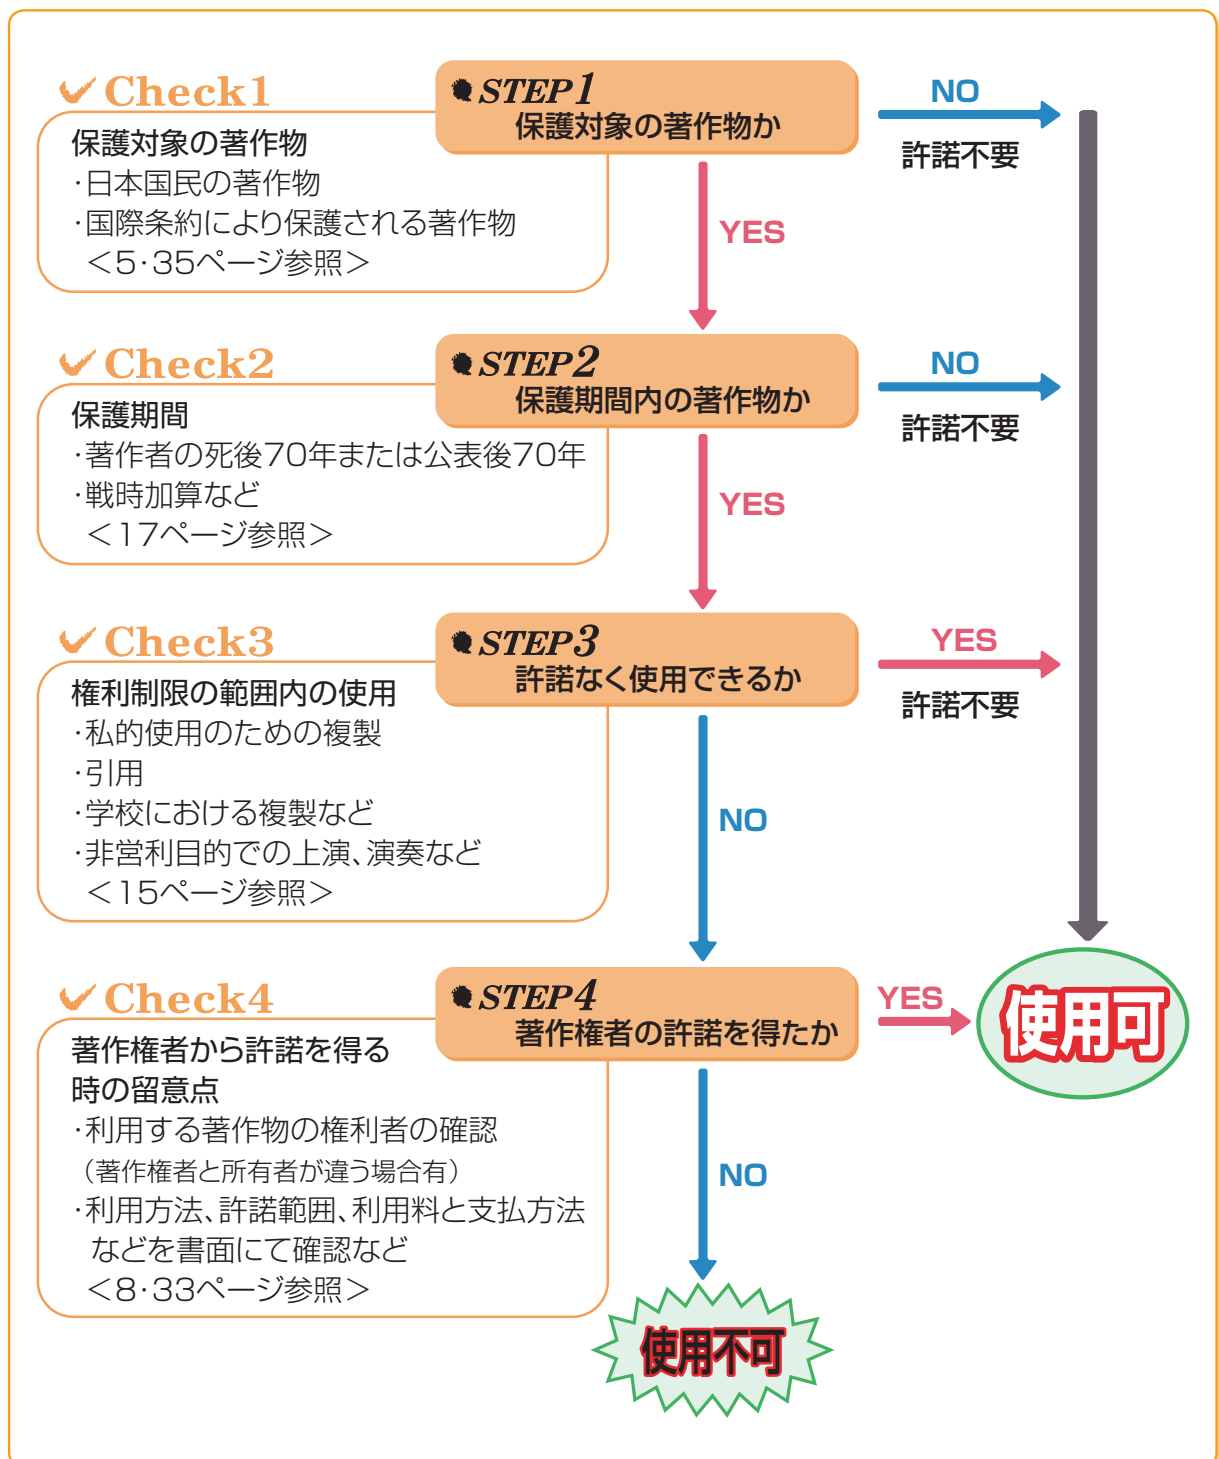 Check1
保護対象の著作物
・日本国民の著作物
・国際条約により保護される著作物
＜5・35ページ参照＞
STEP1
保護対象の著作物か
NO
許諾不要
YES
Check2
保護期間
・著作者の死後70年または公表後70年
・戦時加算など
＜17ページ参照＞
STEP2
保護期間内の著作物か
NO
許諾不要
YES
Check3
権利制限の範囲内の使用
・私的使用のための複製
・引用
・学校における複製など
・非営利目的での上演、演奏など
＜15ページ参照＞
STEP3
許諾なく使用できるか
YES
許諾不要
NO
Check4
著作権者から許諾を得る
時の留意点
・利用する著作物の権利者の確認
（著作権者と所有者が違う場合有）
・利用方法、許諾範囲、利用料と支払方法
などを書面にて確認など
＜8・33ページ参照＞
STEP4
著作権者の許諾を得たか
YES
使用可
NO
使用不可